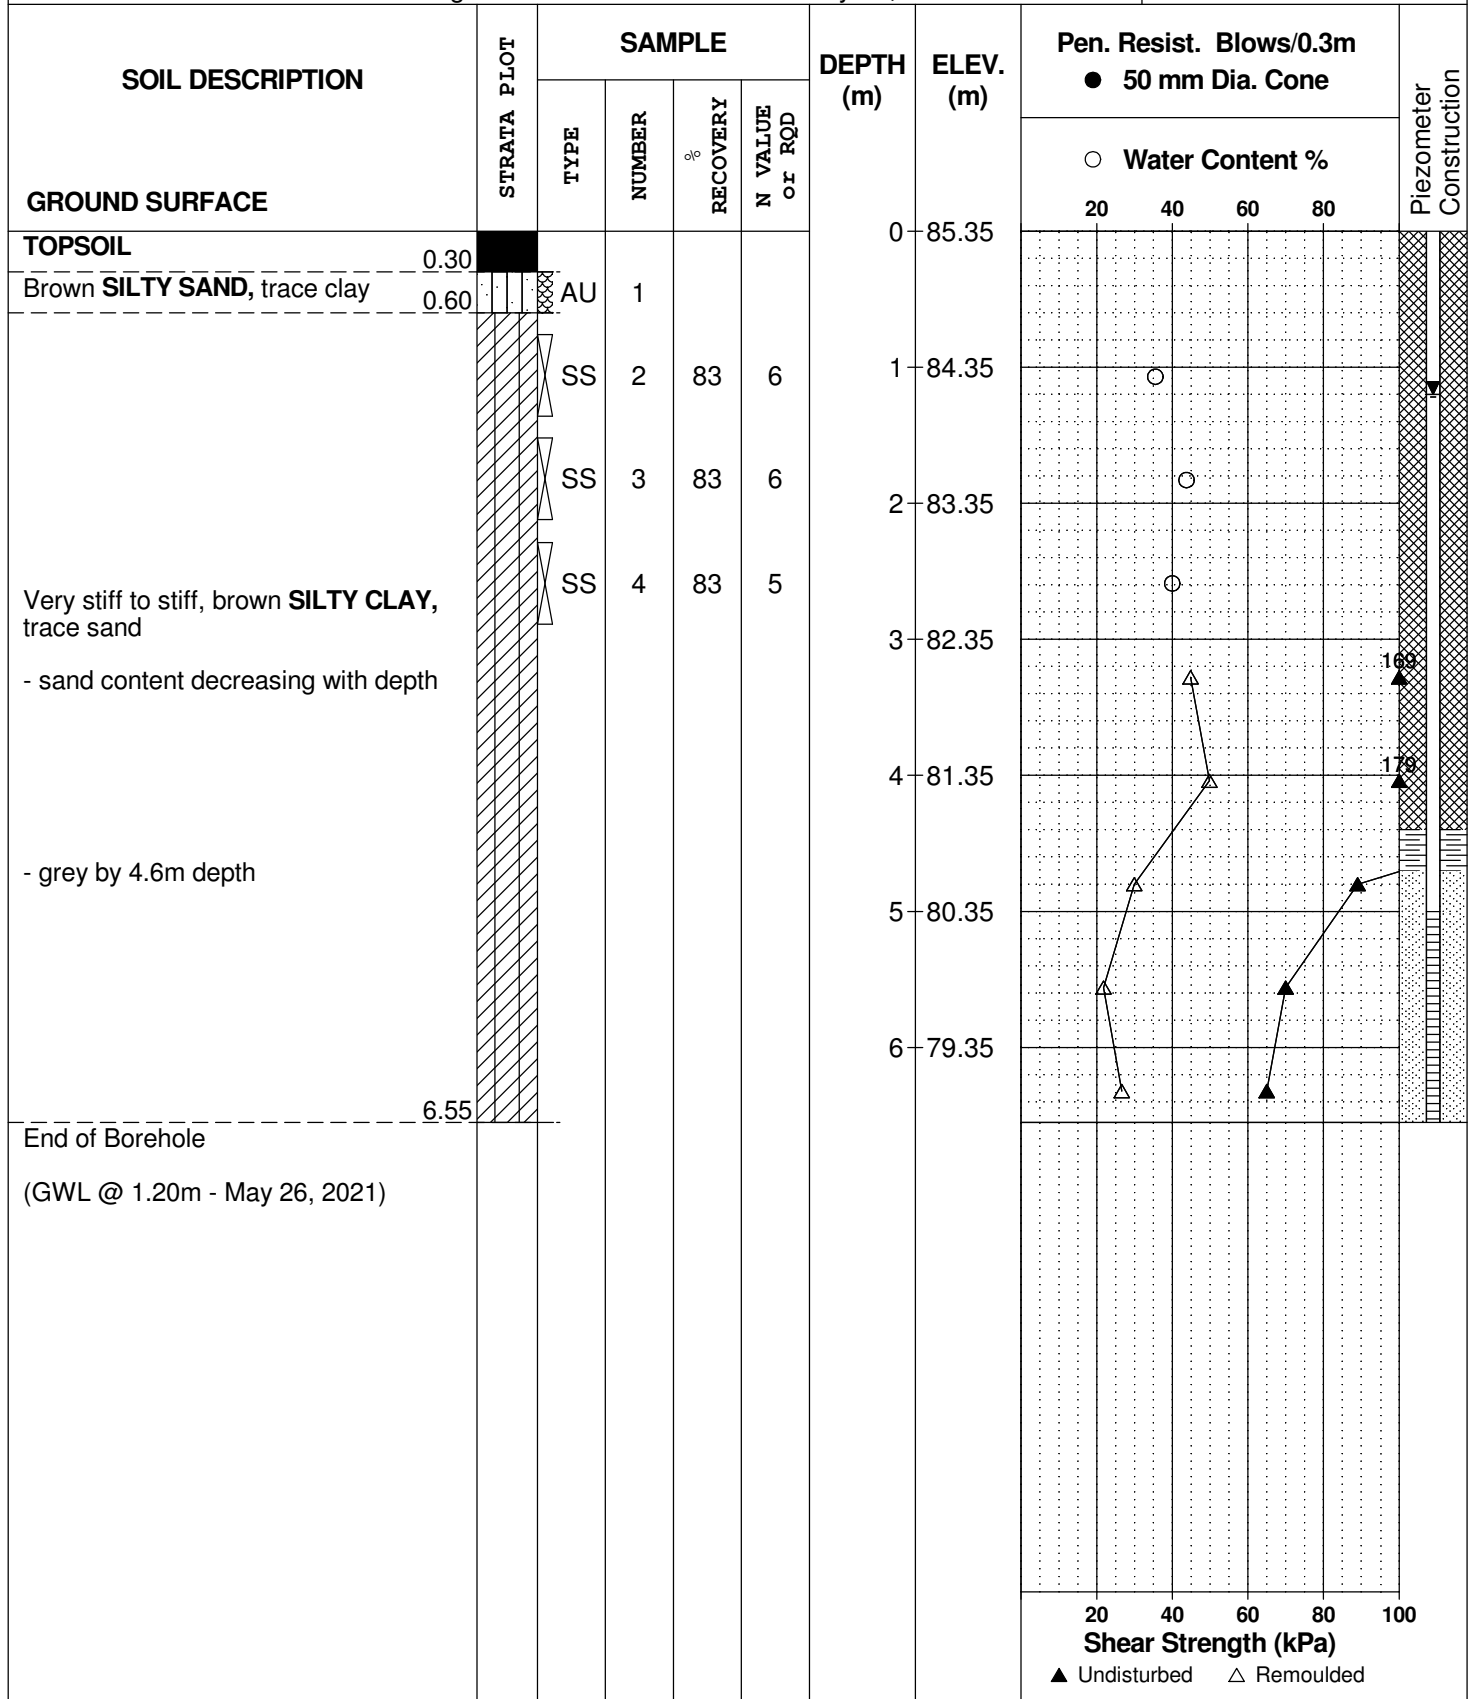 SOIL DESCRIPTION
GROUND SURFACE
STRATA PLOT
SAMPLE
TYPE
NUMBER
% RECOVERY
N VALUE or RQD
DEPTH (m)
ELEV. (m)
Pen. Resist. Blows/0.3m
● 50 mm Dia. Cone
○ Water Content %
20 40 60 80
Piezometer Construction
TOPSOIL
0.30
Brown SILTY SAND, trace clay
0.60
AU 1
SS 2 83 6
SS 3 83 6
SS 4 83 5
Very stiff to stiff, brown SILTY CLAY,
trace sand
- sand content decreasing with depth
- grey by 4.6m depth
6.55
End of Borehole
(GWL @ 1.20m - May 26, 2021)
0 85.35
1 84.35
2 83.35
3 82.35
4 81.35
5 80.35
6 79.35
169
179
20 40 60 80 100
Shear Strength (kPa)
▲ Undisturbed △ Remoulded